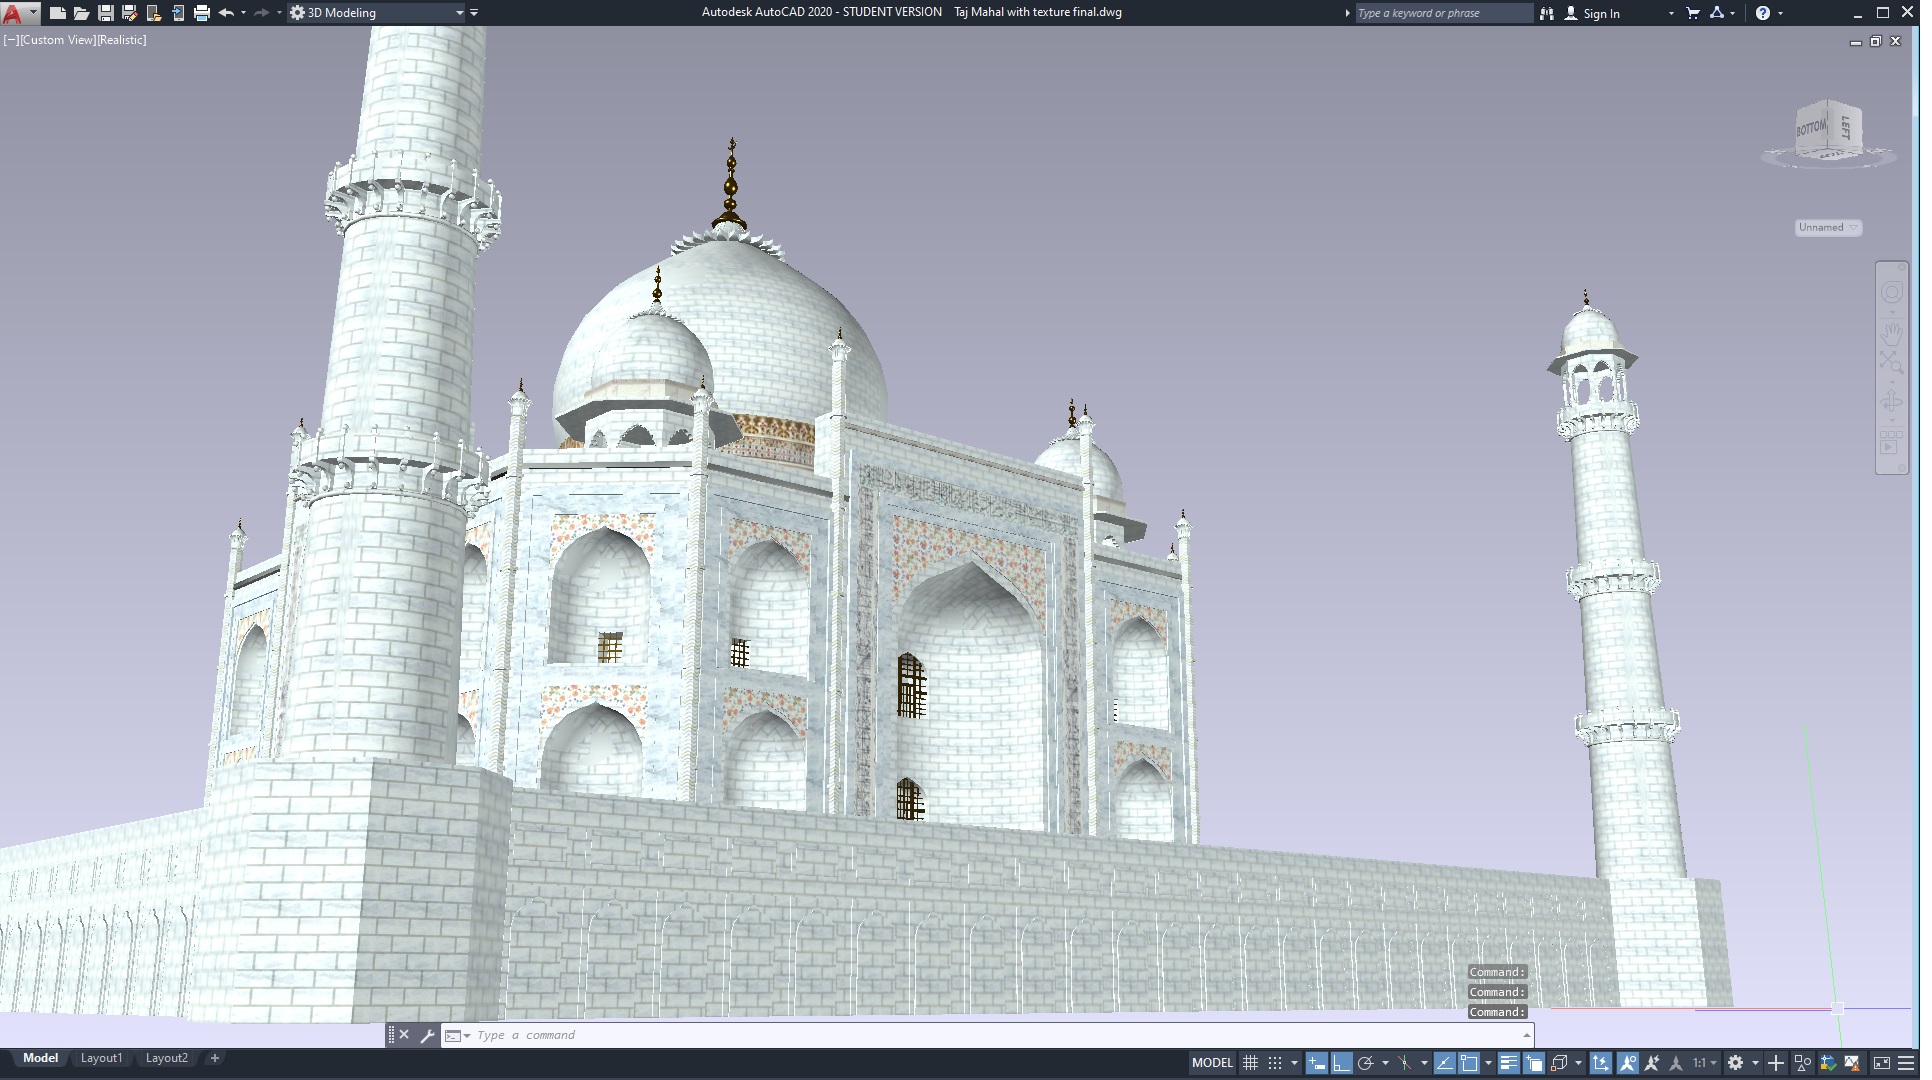 3D Modeling
Autodesk AutoCAD 2020 - STUDENT VERSION    Taj Mahal with texture final.dwg
Type a keyword or phrase
Sign In
[−][Custom View][Realistic]
BOTTOM
LEFT
TOP
Unnamed
Command:
Command:
Command:
Type a command
Model
Layout1
Layout2
MODEL
1:1